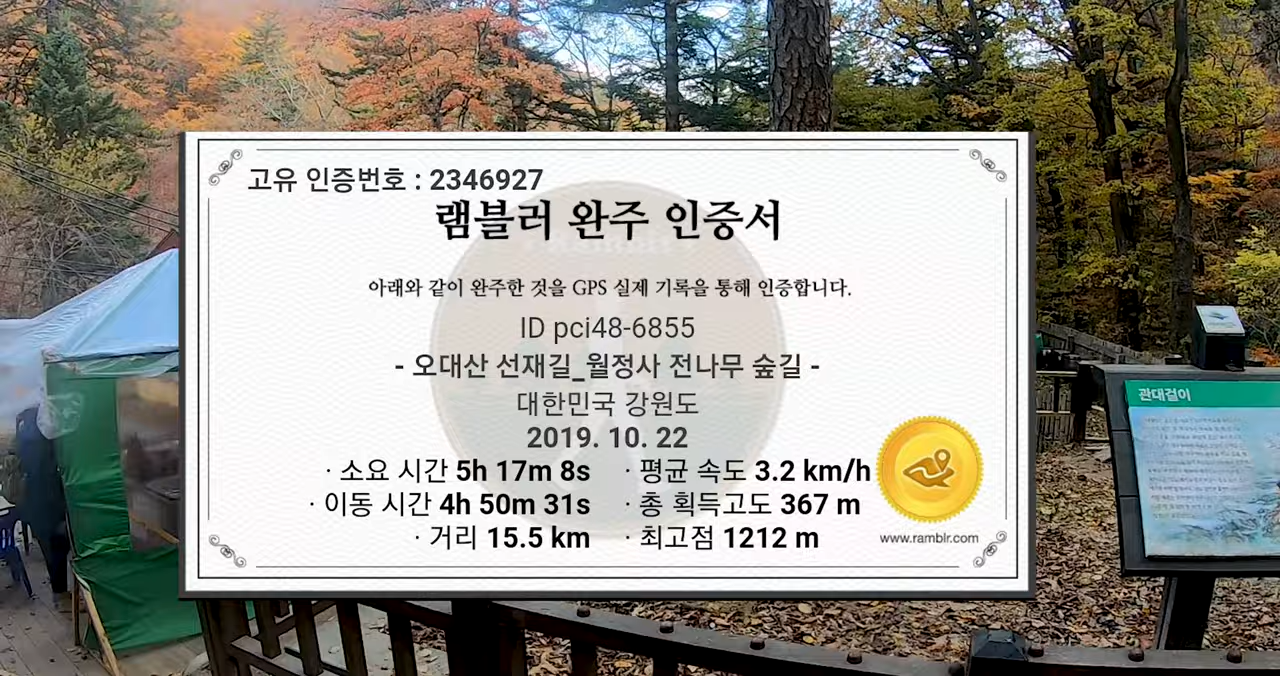 고유 인증번호 : 2346927
램블러 완주 인증서
아래와 같이 완주한 것을 GPS 실제 기록을 통해 인증합니다.
ID pci48-6855
- 오대산 선재길_월정사 전나무 숲길 -
대한민국 강원도
2019. 10. 22
· 소요 시간 5h 17m 8s · 평균 속도 3.2 km/h
· 이동 시간 4h 50m 31s · 총 획득고도 367 m
· 거리 15.5 km · 최고점 1212 m
www.ramblr.com
관대걸이